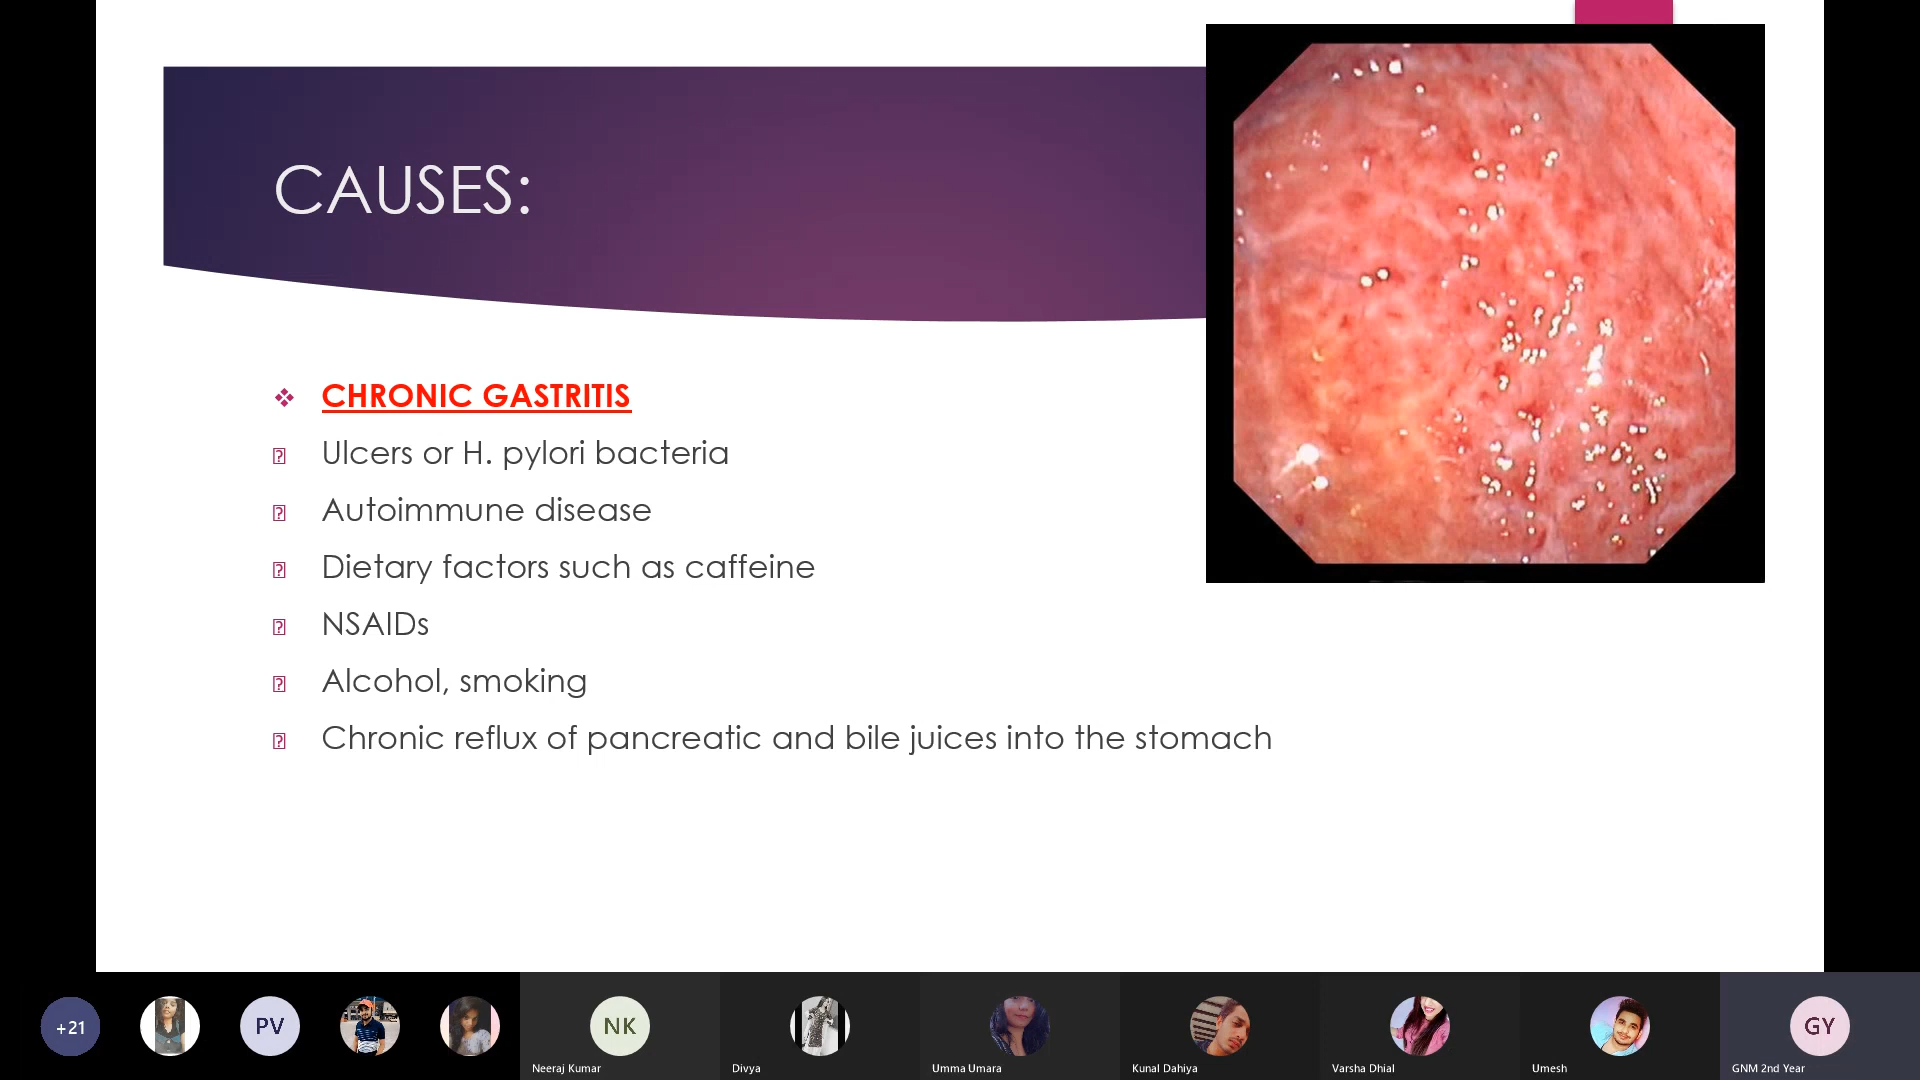 CAUSES:
❖ CHRONIC GASTRITIS
Ulcers or H. pylori bacteria
Autoimmune disease
Dietary factors such as caffeine
NSAIDs
Alcohol, smoking
Chronic reflux of pancreatic and bile juices into the stomach
+21
PV
NK
GY
Neeraj Kumar
Divya
Umma Umara
Kunal Dahiya
Varsha Dhial
Umesh
GNM 2nd Year